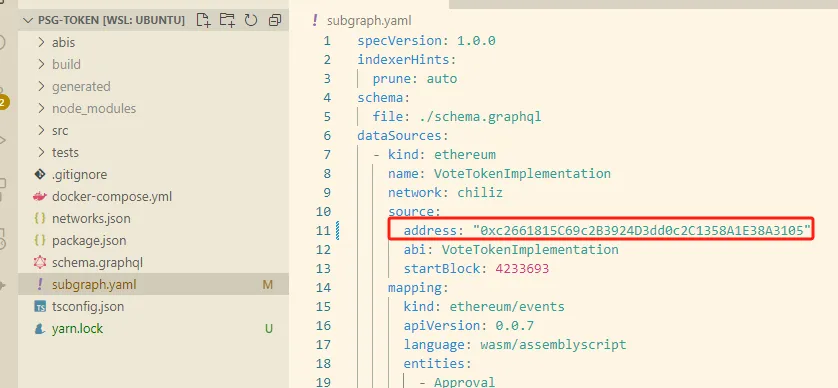 PSG-TOKEN [WSL: UBUNTU]
abis
build
generated
node_modules
src
tests
.gitignore
docker-compose.yml
networks.json
package.json
schema.graphql
! subgraph.yaml M
TS tsconfig.json
yarn.lock U
2
! subgraph.yaml
1 specVersion: 1.0.0
2 indexerHints:
3 prune: auto
4 schema:
5 file: ./schema.graphql
6 dataSources:
7 - kind: ethereum
8 name: VoteTokenImplementation
9 network: chiliz
10 source:
11 address: "0xc2661815C69c2B3924D3dd0c2C1358A1E38A3105"
12 abi: VoteTokenImplementation
13 startBlock: 4233693
14 mapping:
15 kind: ethereum/events
16 apiVersion: 0.0.7
17 language: wasm/assemblyscript
18 entities:
19 - Approval